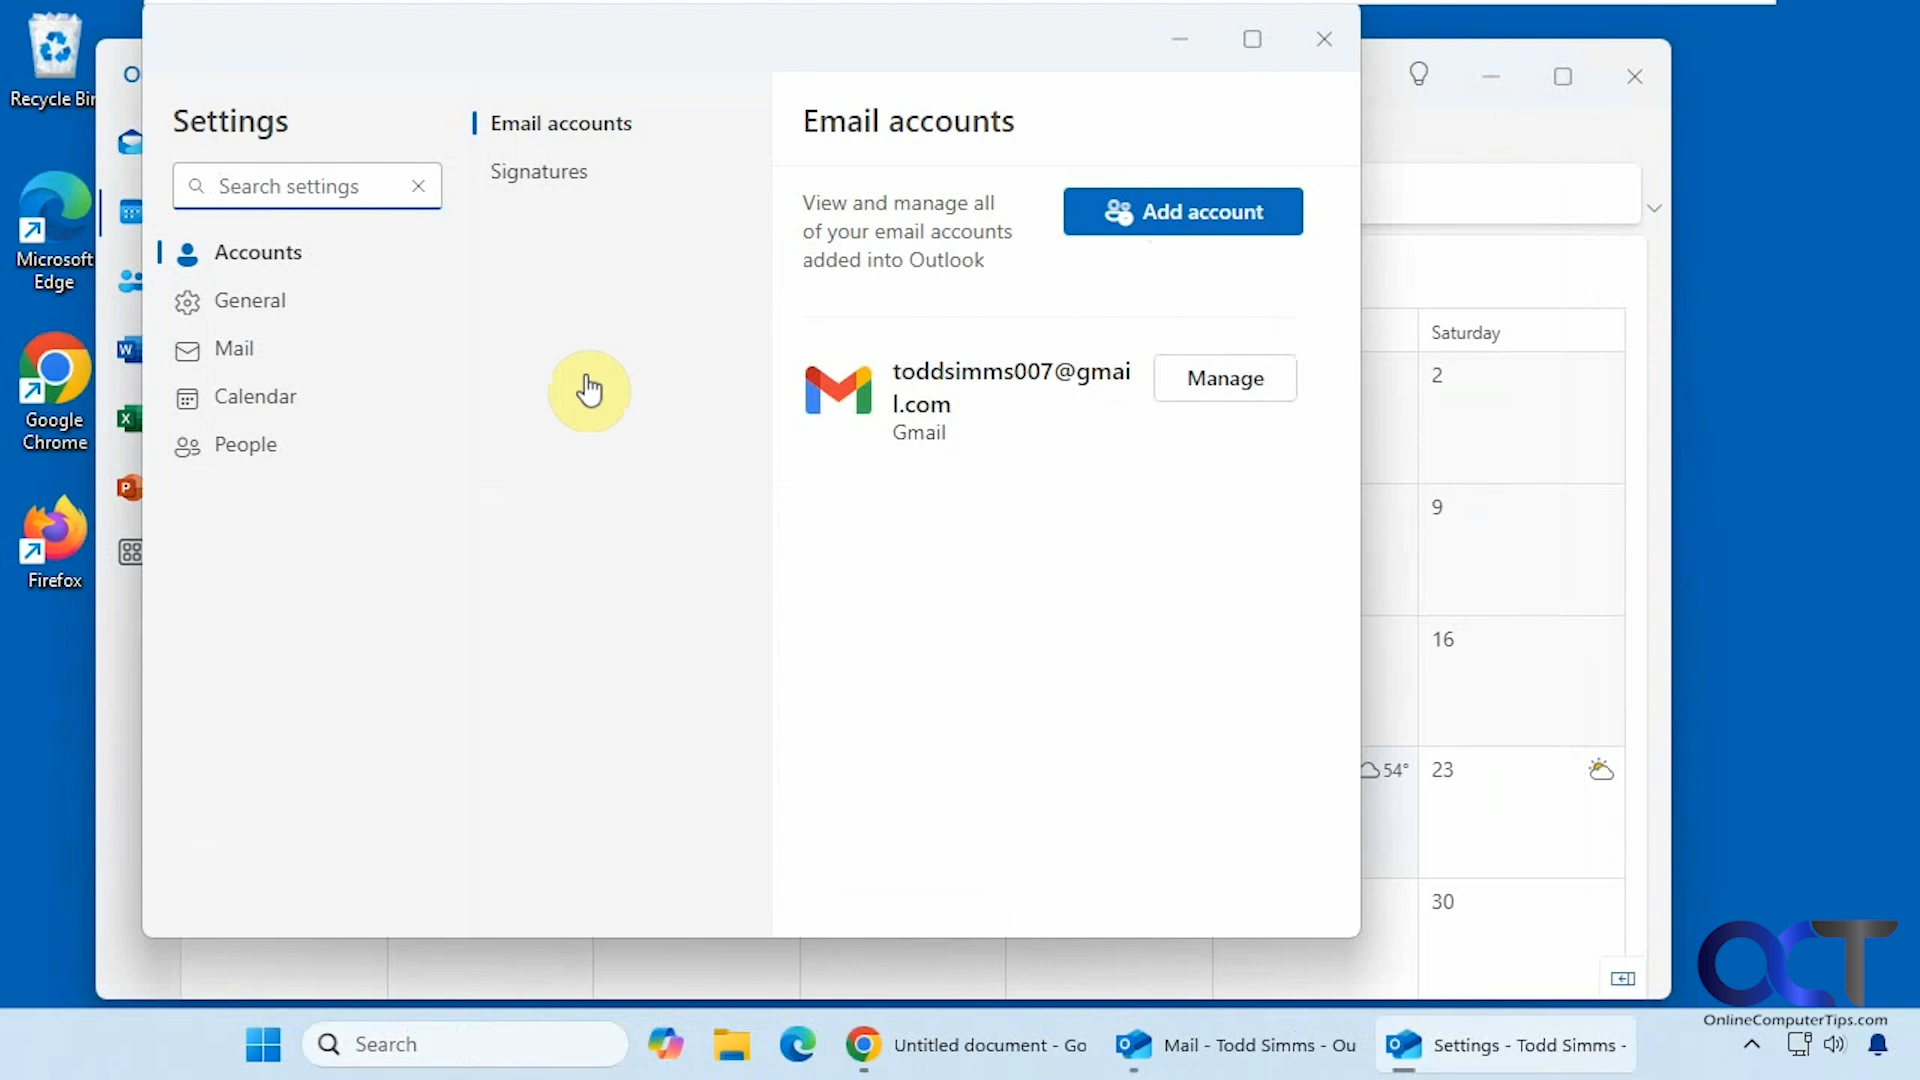 Recycle Bin
Microsoft
Edge
Google
Chrome
Firefox
Settings
Search settings
Accounts
General
Mail
Calendar
People
Email accounts
Signatures
Email accounts
View and manage all
of your email accounts
added into Outlook
Add account
toddsimms007@gmai
l.com
Gmail
Manage
Saturday
2
9
16
54°
23
30
OCT
OnlineComputerTips.com
Search
Untitled document - Go
Mail - Todd Simms - Ou
Settings - Todd Simms -